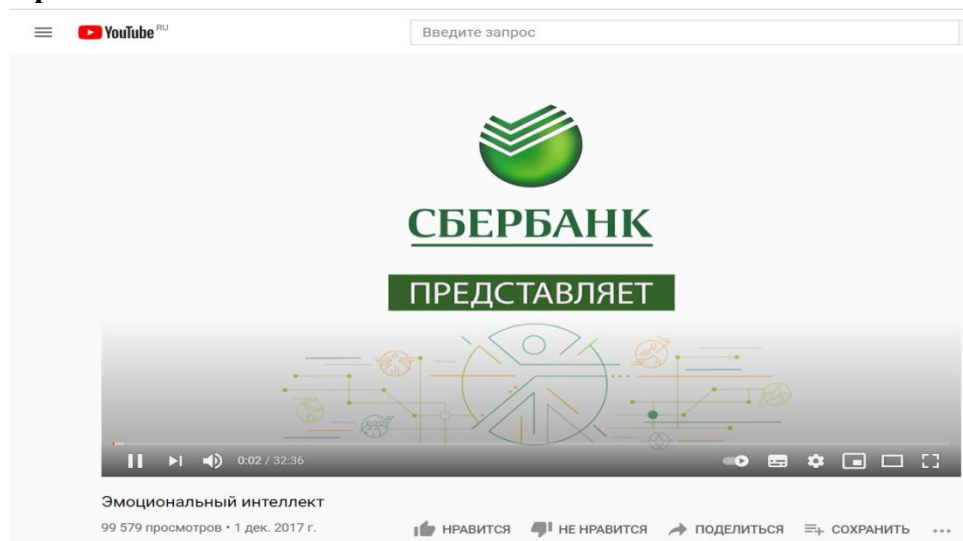 YouTube RU
Введите запрос
СБЕРБАНК
ПРЕДСТАВЛЯЕТ
0:02 / 32:36
Эмоциональный интеллект
99 579 просмотров • 1 дек. 2017 г.
НРАВИТСЯ НЕ НРАВИТСЯ ПОДЕЛИТЬСЯ СОХРАНИТЬ ...